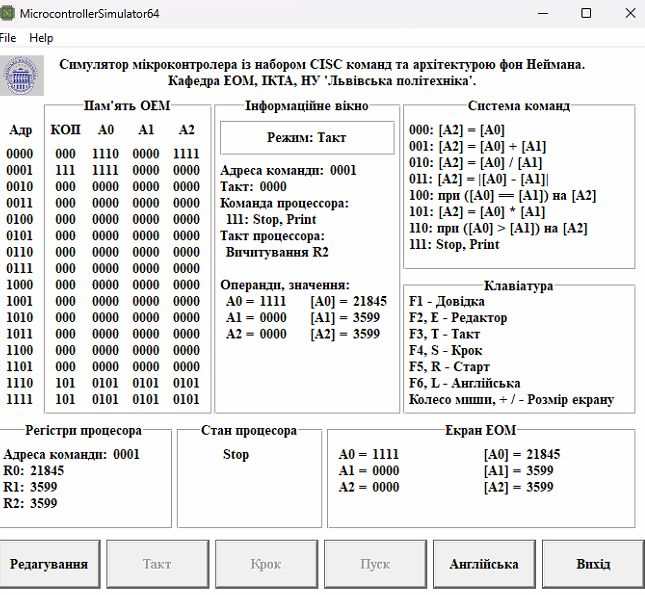 MicrocontrollerSimulator64
File Help
Симулятор мікроконтролера із набором CISC команд та архітектурою фон Неймана.
Кафедра ЕОМ, ІКТА, НУ 'Львівська політехніка'.
Пам'ять ОЕМ
Адр КОП A0 A1 A2
0000 000 1110 0000 1111
0001 111 1111 0000 0000
0010 000 0000 0000 0000
0011 000 0000 0000 0000
0100 000 0000 0000 0000
0101 000 0000 0000 0000
0110 000 0000 0000 0000
0111 000 0000 0000 0000
1000 000 0000 0000 0000
1001 000 0000 0000 0000
1010 000 0000 0000 0000
1011 000 0000 0000 0000
1100 000 0000 0000 0000
1101 000 0000 0000 0000
1110 101 0101 0101 0101
1111 101 0101 0101 0101
Інформаційне вікно
Режим: Такт
Адреса команди: 0001
Такт: 0000
Команда процессора:
111: Stop, Print
Такт процесора:
Вичитування R2
Операнди, значення:
A0 = 1111 [A0] = 21845
A1 = 0000 [A1] = 3599
A2 = 0000 [A2] = 3599
Система команд
000: [A2] = [A0]
001: [A2] = [A0] + [A1]
010: [A2] = [A0] / [A1]
011: [A2] = |[A0] - [A1]|
100: при ([A0] == [A1]) на [A2]
101: [A2] = [A0] * [A1]
110: при ([A0] > [A1]) на [A2]
111: Stop, Print
Клавіатура
F1 - Довідка
F2, E - Редактор
F3, T - Такт
F4, S - Крок
F5, R - Старт
F6, L - Англійська
Колесо миши, + / - Розмір екрану
Регістри процесора
Адреса команди: 0001
R0: 21845
R1: 3599
R2: 3599
Стан процесора
Stop
Екран ЕОМ
A0 = 1111 [A0] = 21845
A1 = 0000 [A1] = 3599
A2 = 0000 [A2] = 3599
Редагування Такт Крок Пуск Англійська Вихід